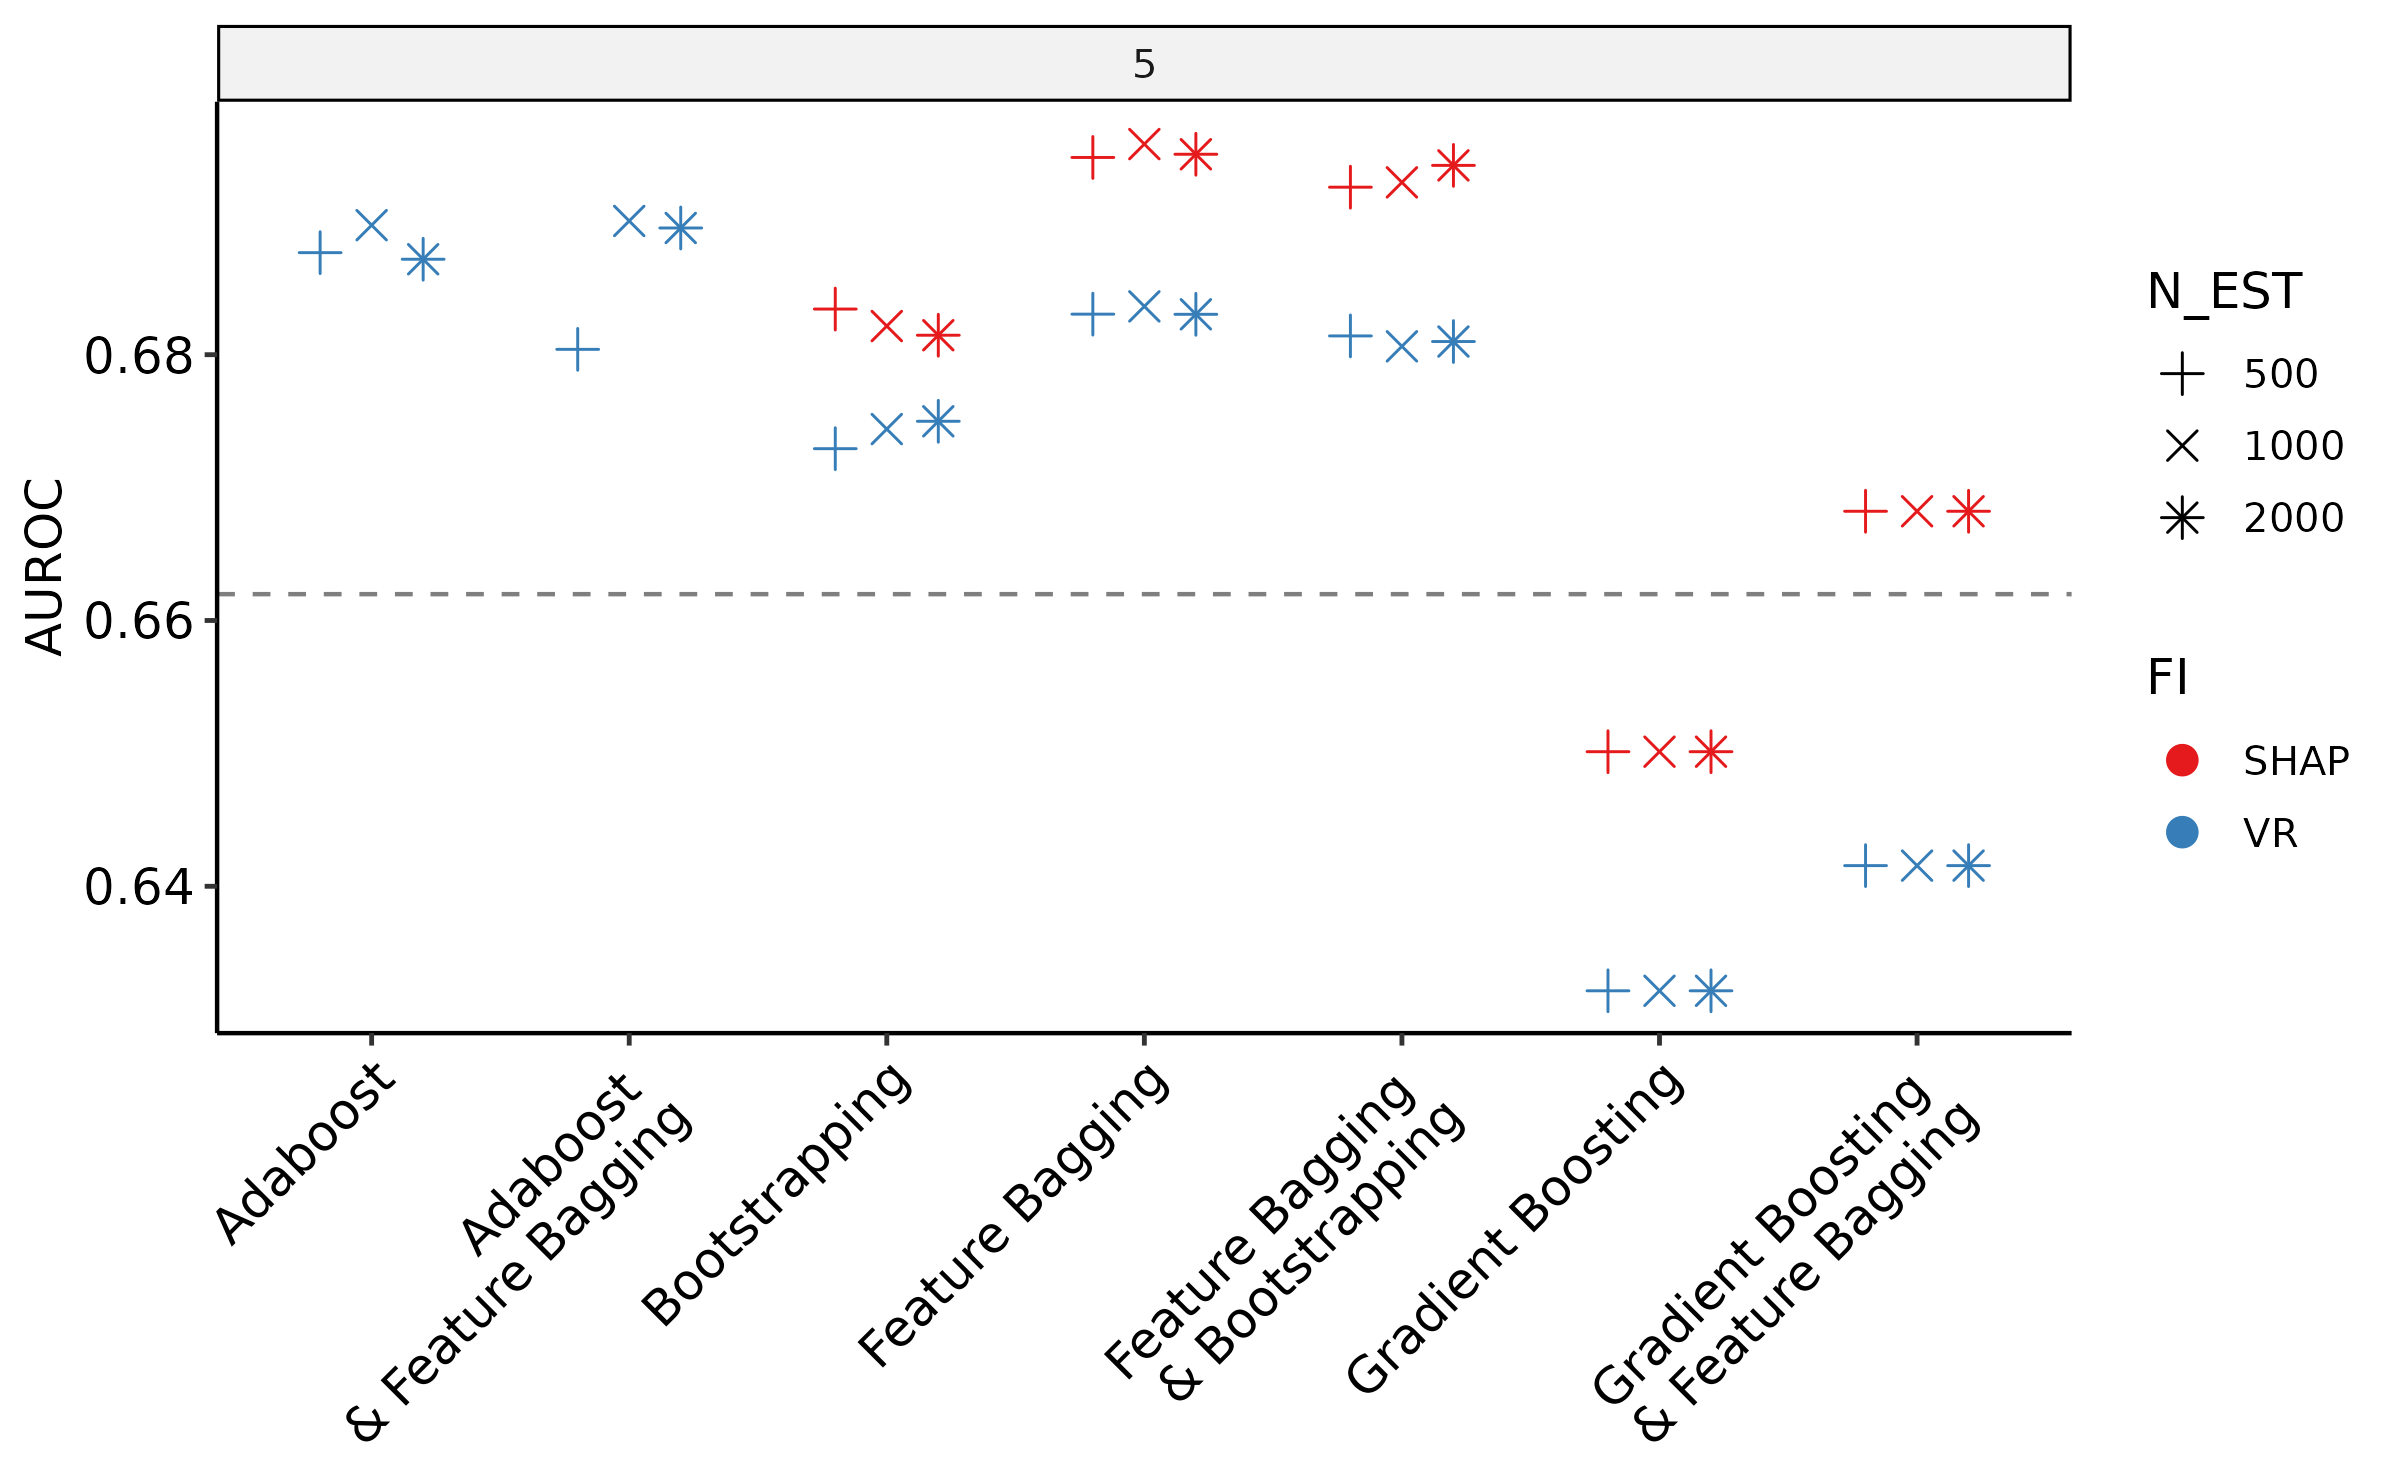 5
AUROC
0.68
0.66
0.64
Adaboost
Adaboost
& Feature Bagging
Bootstrapping
Feature Bagging
Feature Bagging
& Bootstrapping
Gradient Boosting
Gradient Boosting
& Feature Bagging
N_EST
500
1000
2000
FI
SHAP
VR